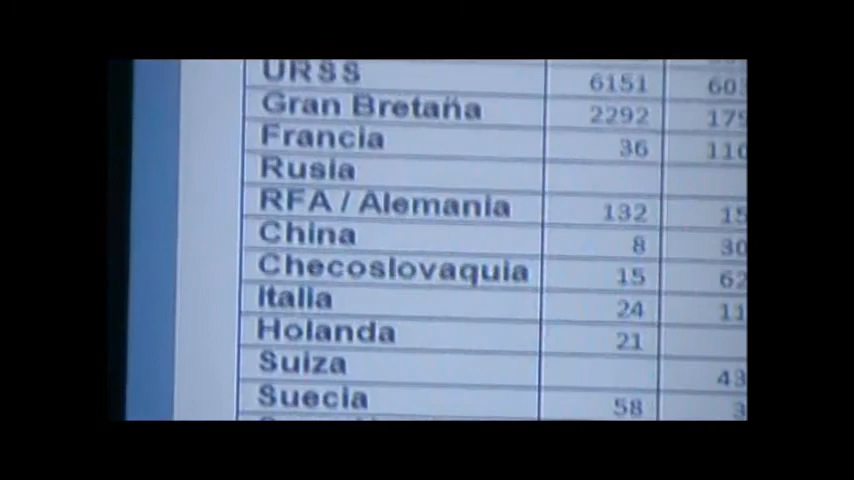 URSS 6151
Gran Bretaña 2292
Francia 36
Rusia
RFA / Alemania 132
China 8
Checoslovaquia 15
Italia 24
Holanda 21
Suiza
Suecia 58